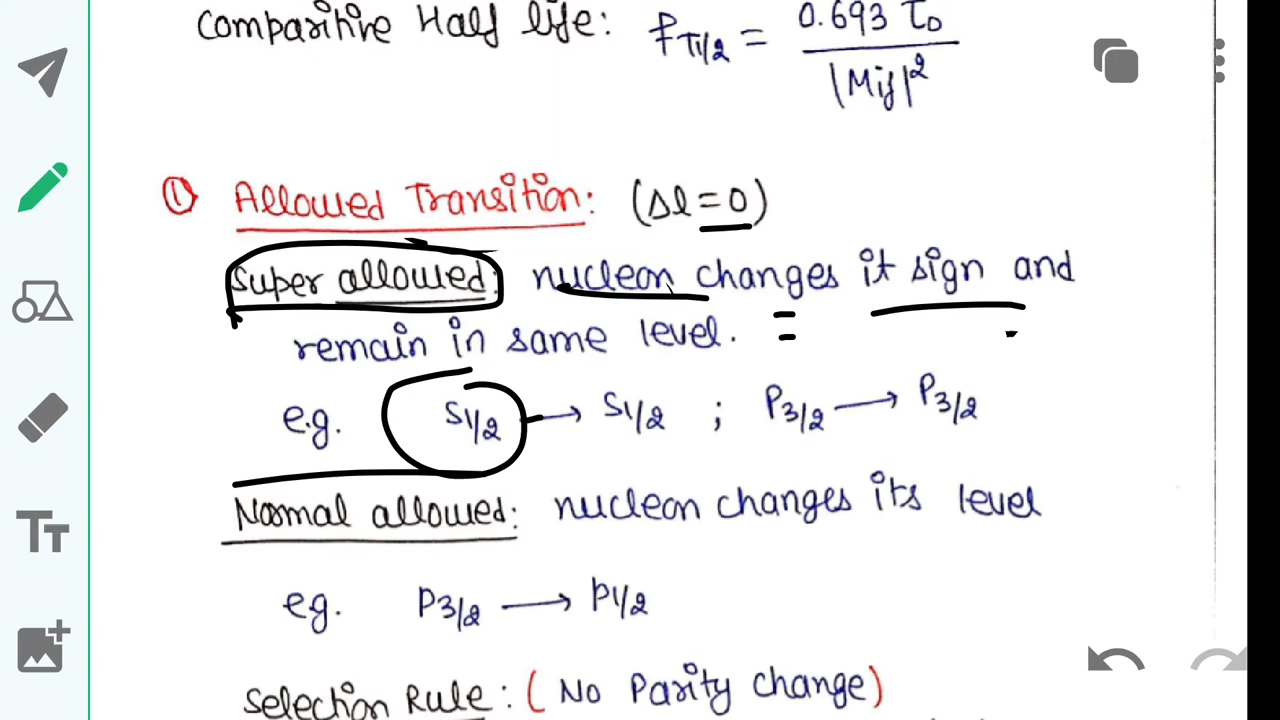 Comparitive Half life: fT1/2 = 0.693 τ0 / |Mif|²
① Allowed Transition: (Δl = 0)
Super allowed: nucleon changes it sign and
remain in same level.
e.g. S1/2 → S1/2 ; P3/2 → P3/2
Normal allowed: nucleon changes its level
eg. P3/2 → P1/2
Selection Rule: (No Parity change)
TT